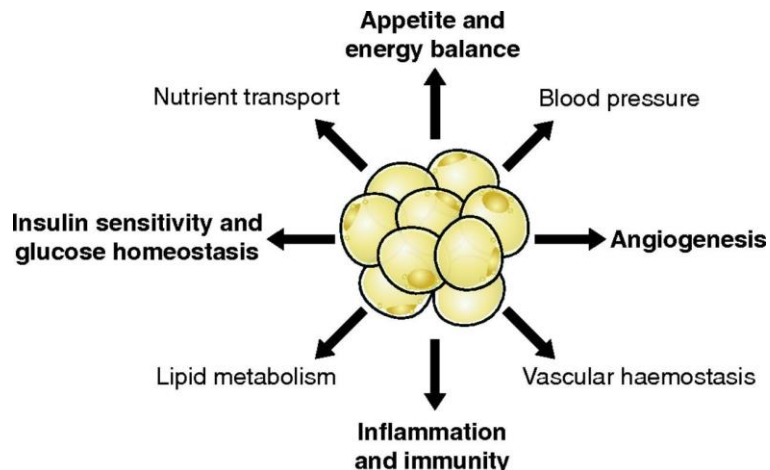 Appetite and
energy balance
Nutrient transport
Blood pressure
Insulin sensitivity and
glucose homeostasis
Angiogenesis
Lipid metabolism
Vascular haemostasis
Inflammation
and immunity